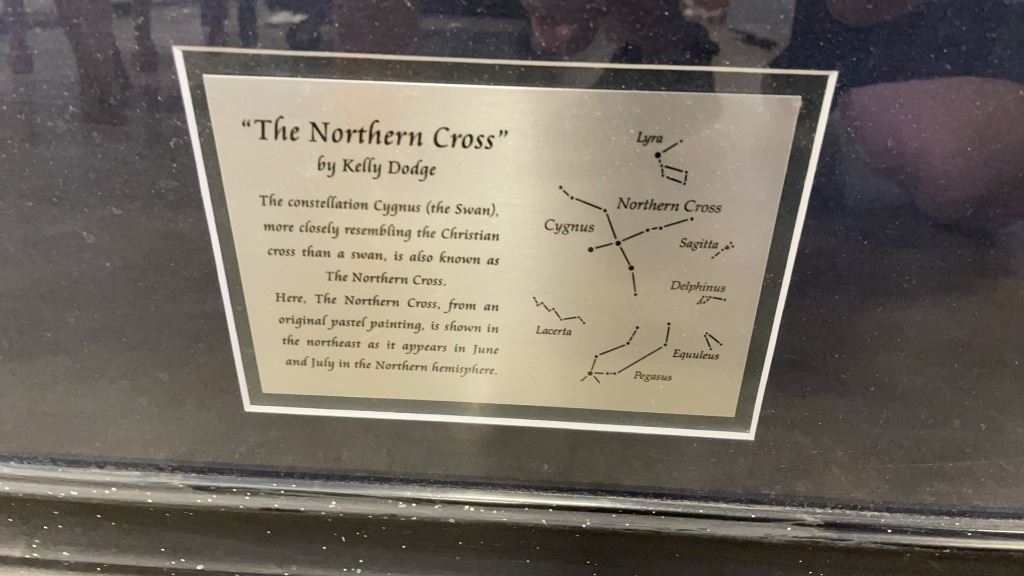 “The Northern Cross”
by Kelly Dodge
The constellation Cygnus (the Swan),
more closely resembling the Christian
cross than a swan, is also known as
The Northern Cross.
Here, The Northern Cross, from an
original pastel painting, is shown in
the northeast as it appears in June
and July in the Northern hemisphere.
Lyra
Northern Cross
Cygnus
Sagitta
Delphinus
Lacerta
Equuleus
Pegasus